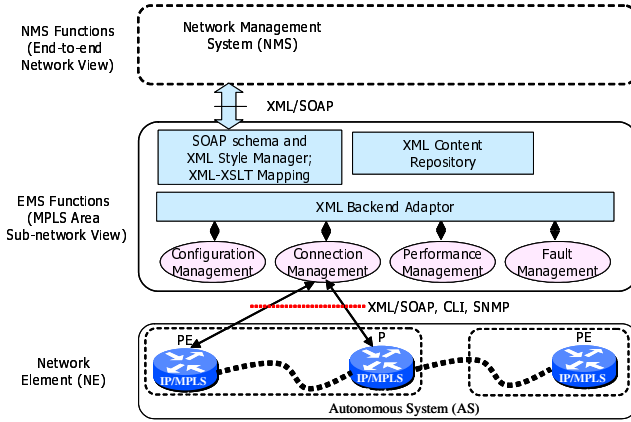 NMS Functions
(End-to-end
Network View)
Network Management
System (NMS)
XML/SOAP
EMS Functions
(MPLS Area
Sub-network View)
SOAP schema and
XML Style Manager;
XML-XSLT Mapping
XML Content
Repository
XML Backend Adaptor
Configuration
Management
Connection
Management
Performance
Management
Fault
Management
XML/SOAP, CLI, SNMP
Network
Element (NE)
PE
IP/MPLS
P
IP/MPLS
PE
IP/MPLS
Autonomous System (AS)